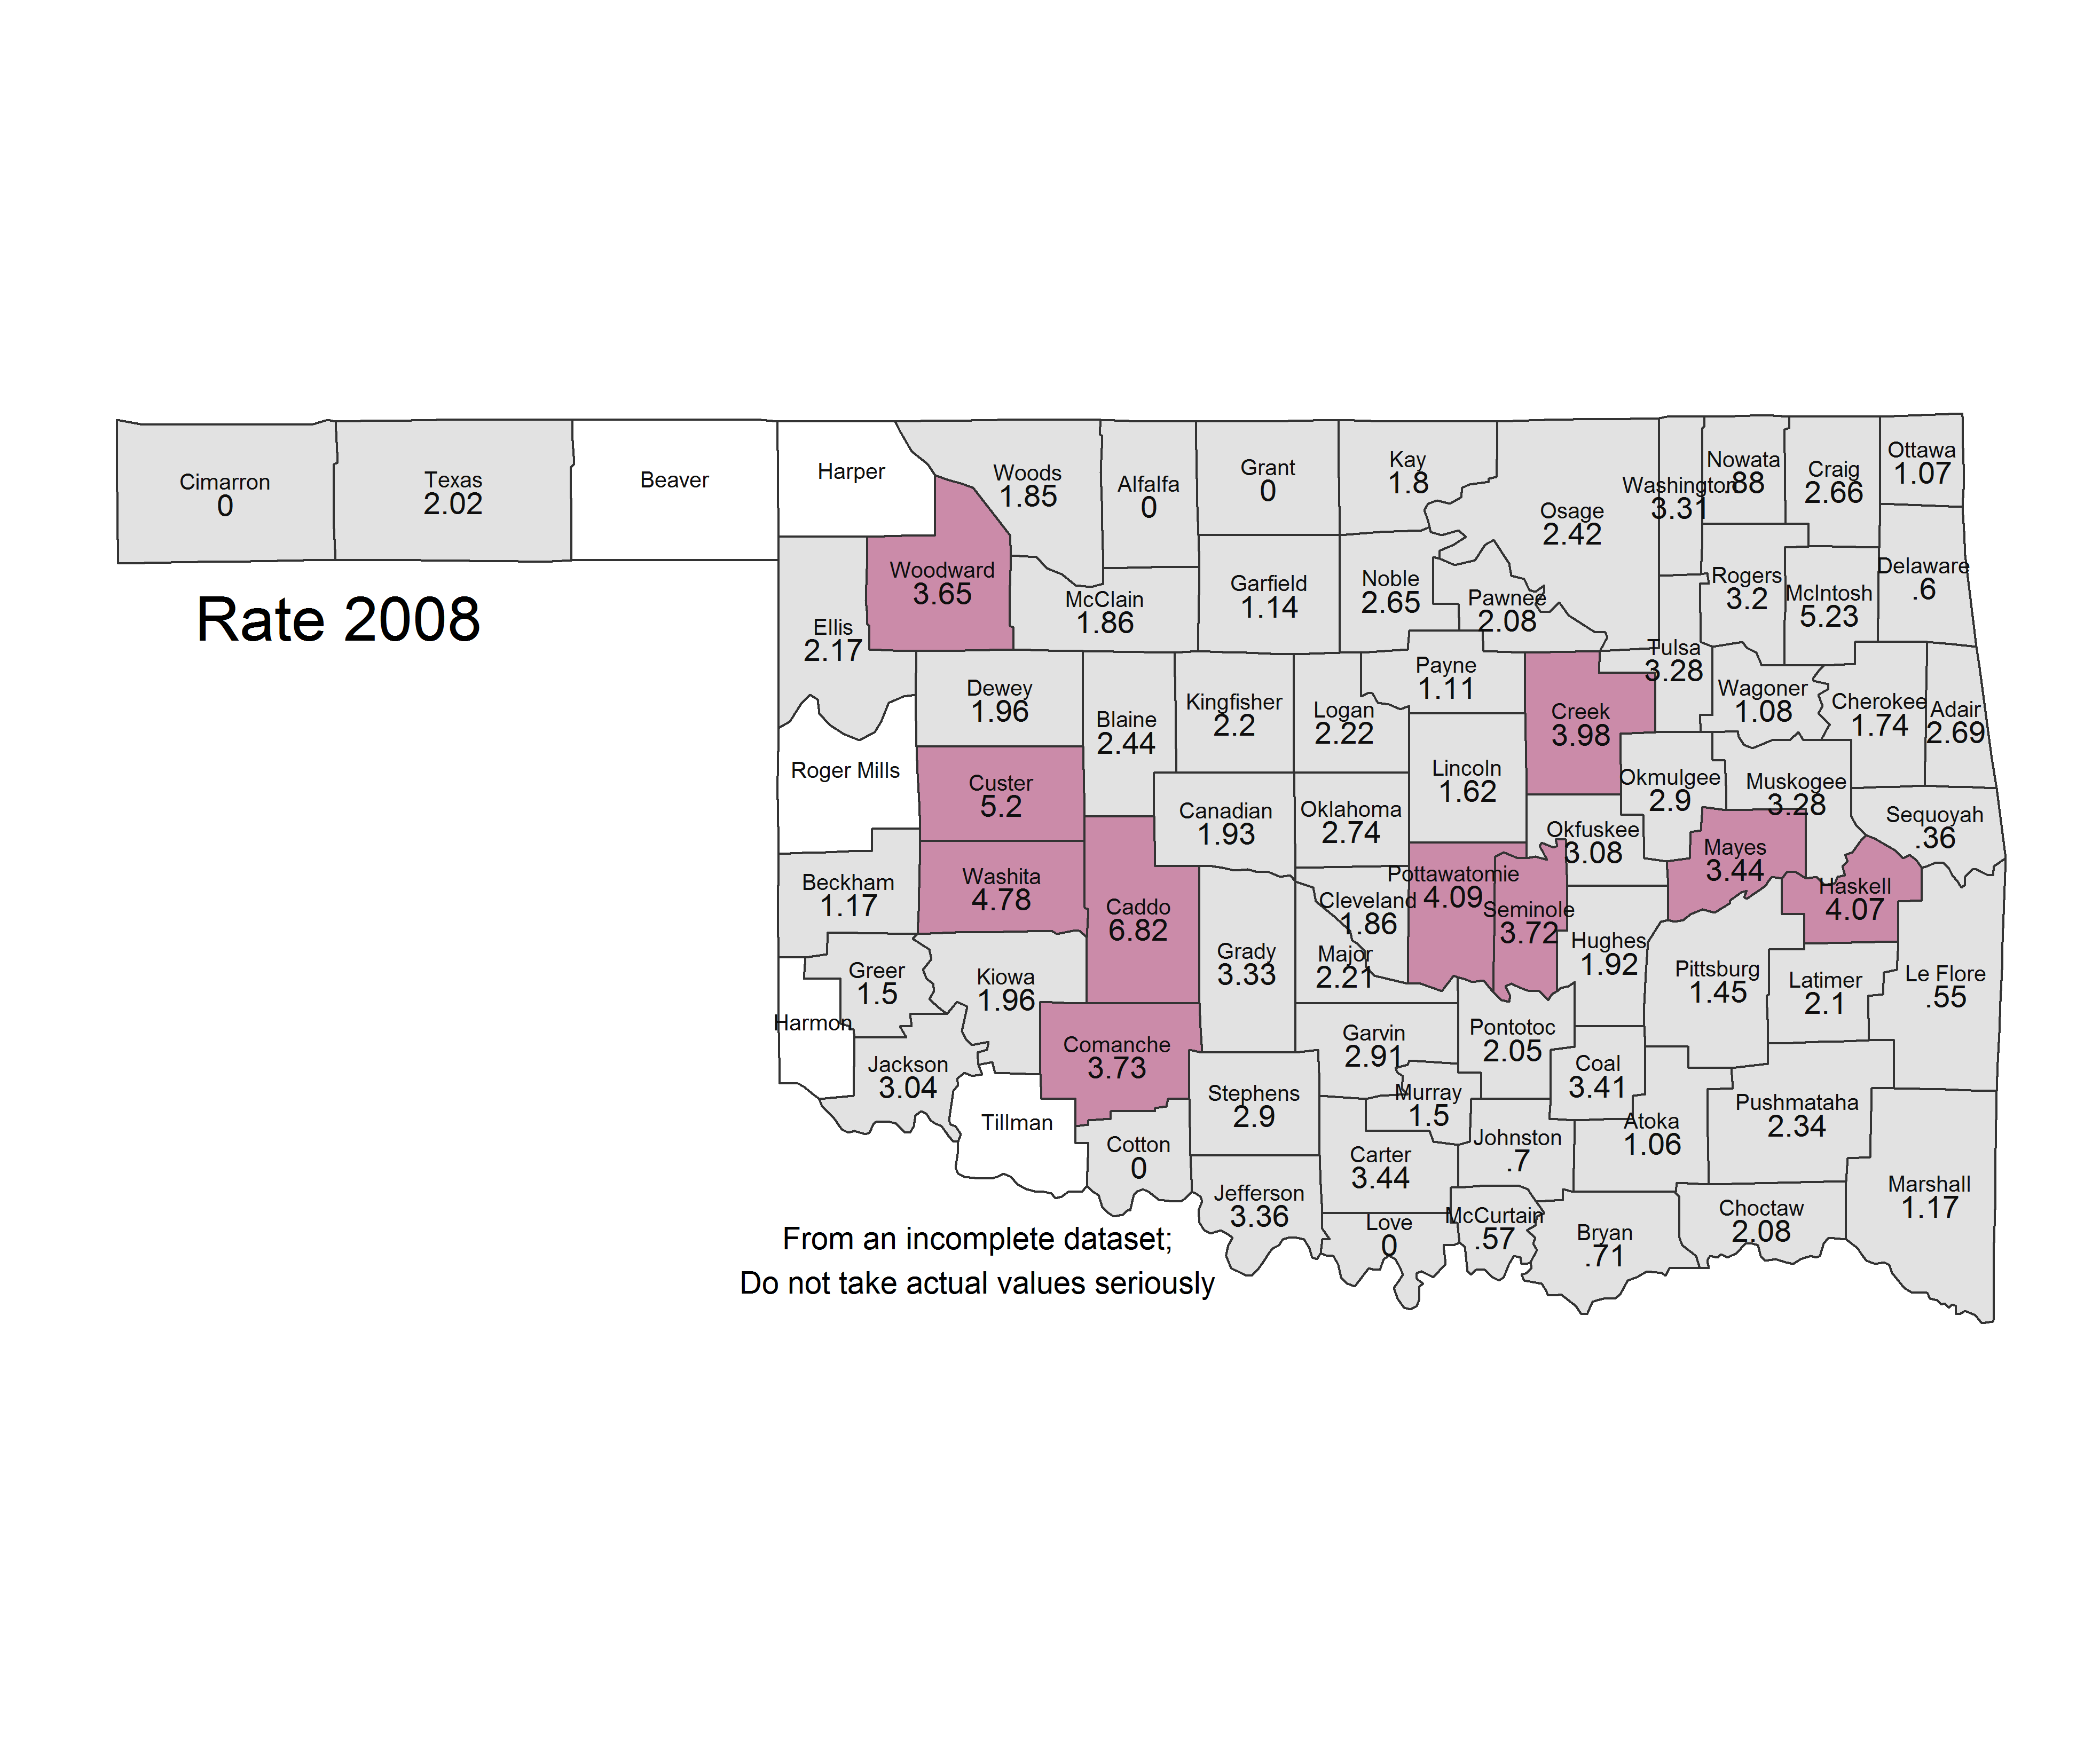 Cimarron
0
Texas
2.02
Beaver
Harper
Woods
1.85
Alfalfa
0
Grant
0
Kay
1.8
Osage
2.42
Washington
3.31
Nowata
.88
Craig
2.66
Ottawa
1.07
Woodward
3.65
McClain
1.86
Garfield
1.14
Noble
2.65
Pawnee
2.08
Rogers
3.2
McIntosh
5.23
Delaware
.6
Rate 2008
Ellis
2.17
Dewey
1.96
Blaine
2.44
Kingfisher
2.2
Logan
2.22
Payne
1.11
Creek
3.98
Tulsa
3.28
Wagoner
1.08
Cherokee
1.74
Adair
2.69
Roger Mills
Custer
5.2
Canadian
1.93
Oklahoma
2.74
Lincoln
1.62
Okmulgee
2.9
Muskogee
3.28
Sequoyah
.36
Okfuskee
3.08
Mayes
3.44
Haskell
4.07
Beckham
1.17
Washita
4.78
Caddo
6.82
Grady
3.33
Cleveland
1.86
Major
2.21
Pottawatomie
4.09
Seminole
3.72
Hughes
1.92
Pittsburg
1.45
Latimer
2.1
Le Flore
.55
Greer
1.5
Kiowa
1.96
Harmon
Jackson
3.04
Comanche
3.73
Tillman
Cotton
0
Stephens
2.9
Garvin
2.91
Murray
1.5
Pontotoc
2.05
Coal
3.41
Atoka
1.06
Pushmataha
2.34
Johnston
.7
Carter
3.44
Jefferson
3.36
Love
0
McCurtain
.57
Bryan
.71
Choctaw
2.08
Marshall
1.17
From an incomplete dataset;
Do not take actual values seriously